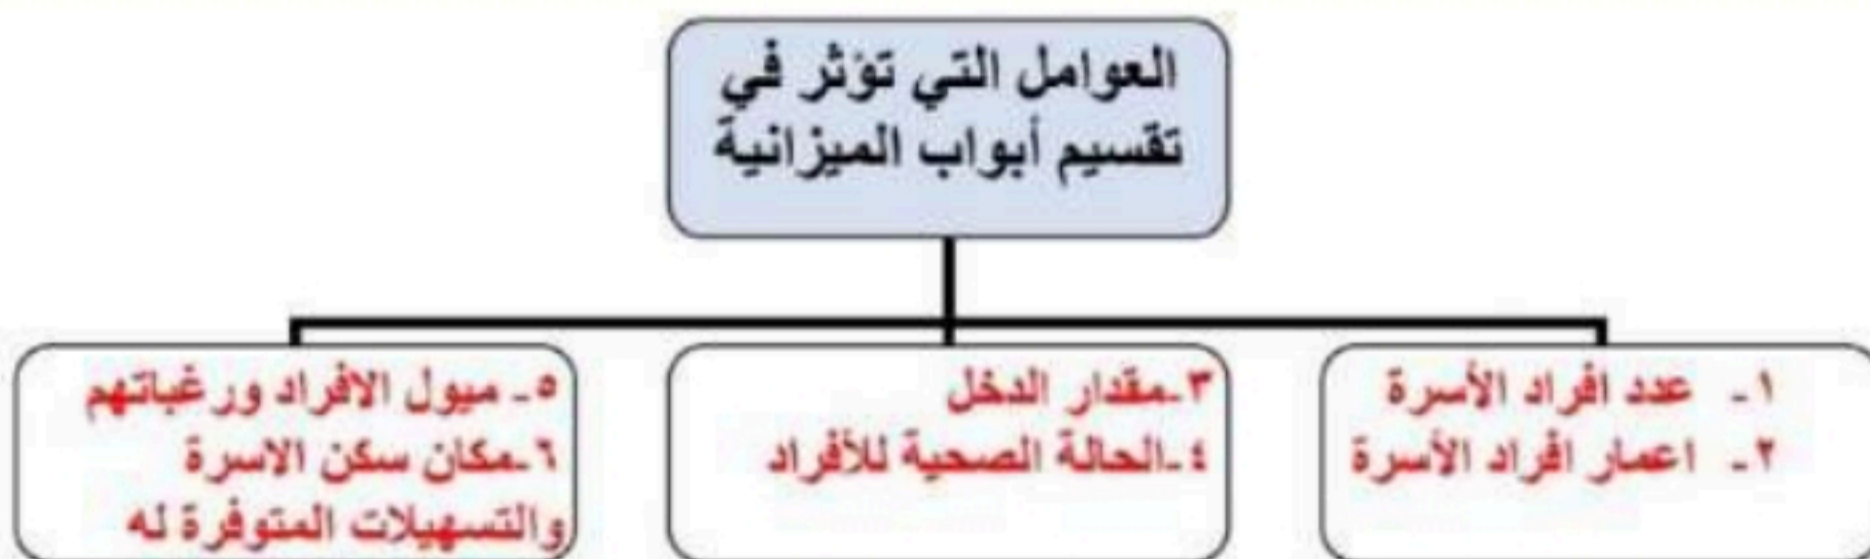 العوامل التي تؤثر في
تقسيم أبواب الميزانية
١- عدد افراد الأسرة
٢- اعمار افراد الأسرة
٣-مقدار الدخل
٤-الحالة الصحية للأفراد
٥- ميول الافراد ورغباتهم
٦-مكان سكن الاسرة
والتسهيلات المتوفرة له